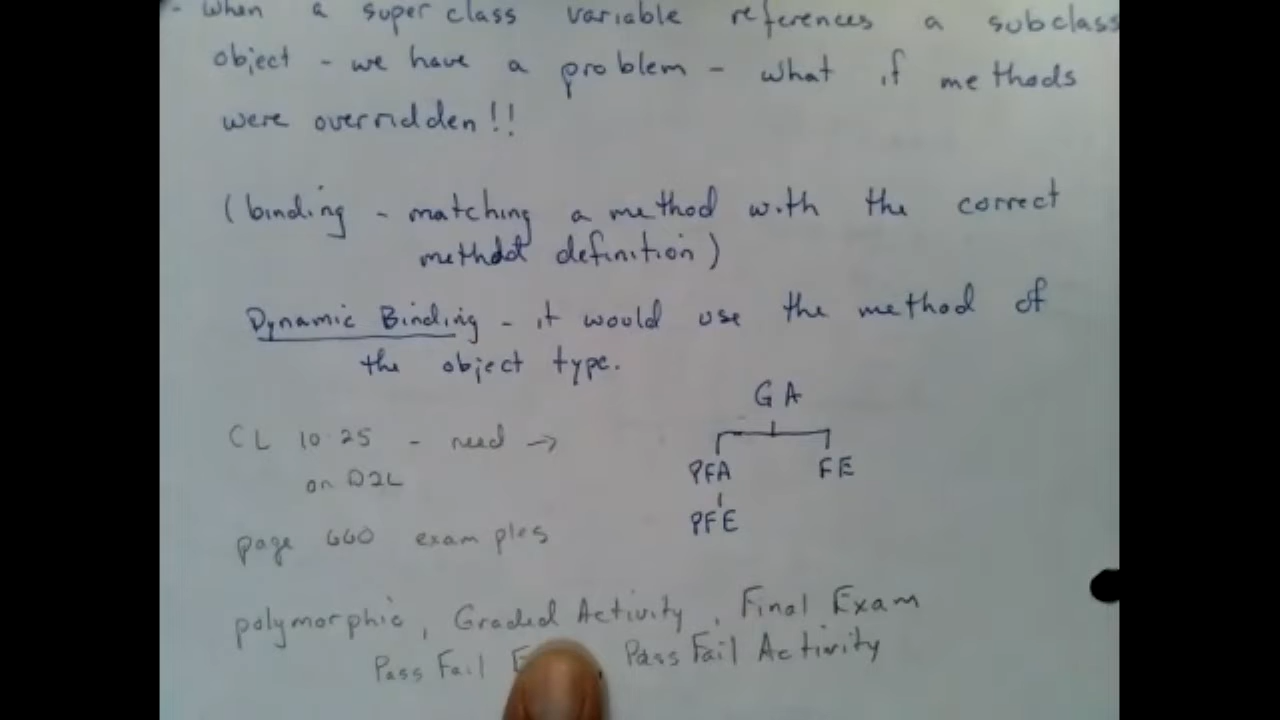 - when a super class variable references a subclass
object - we have a problem - what if methods
were overridden!!
(binding - matching a method with the correct
method definition)
Dynamic Binding - it would use the method of
the object type.
GA
CL 10.25 - need →
on D2L
PFA FE
PFE
page 660 examples
polymorphic, Graded Activity, Final Exam
Pass Fail Pass Fail Activity